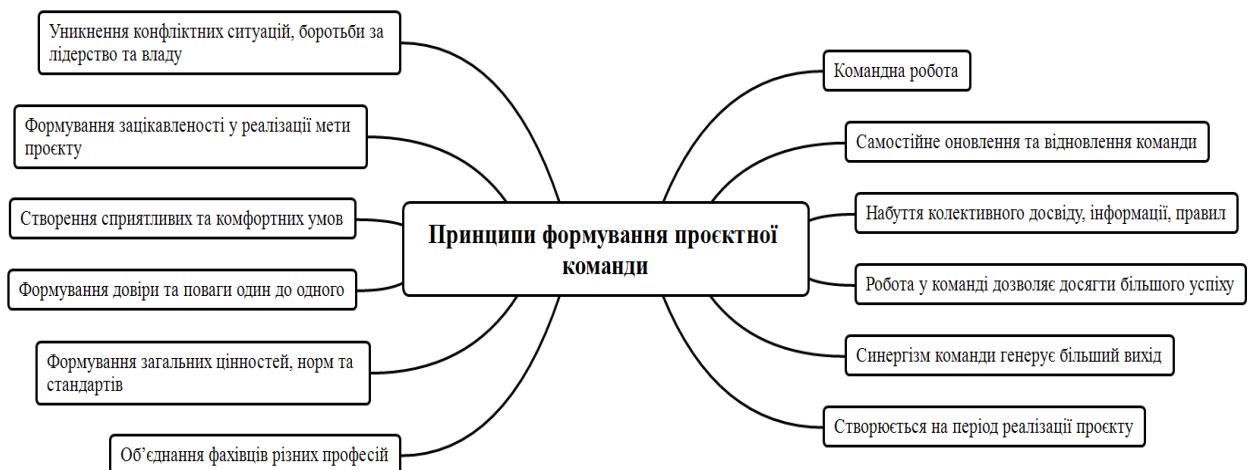 Уникнення конфліктних ситуацій, боротьби за
лідерство та владу
Формування зацікавленості у реалізації мети
проєкту
Створення сприятливих та комфортних умов
Формування довіри та поваги один до одного
Формування загальних цінностей, норм та
стандартів
Об’єднання фахівців різних професій
Принципи формування проєктної
команди
Командна робота
Самостійне оновлення та відновлення команди
Набуття колективного досвіду, інформації, правил
Робота у команді дозволяє досягти більшого успіху
Синергізм команди генерує більший вихід
Створюється на період реалізації проєкту